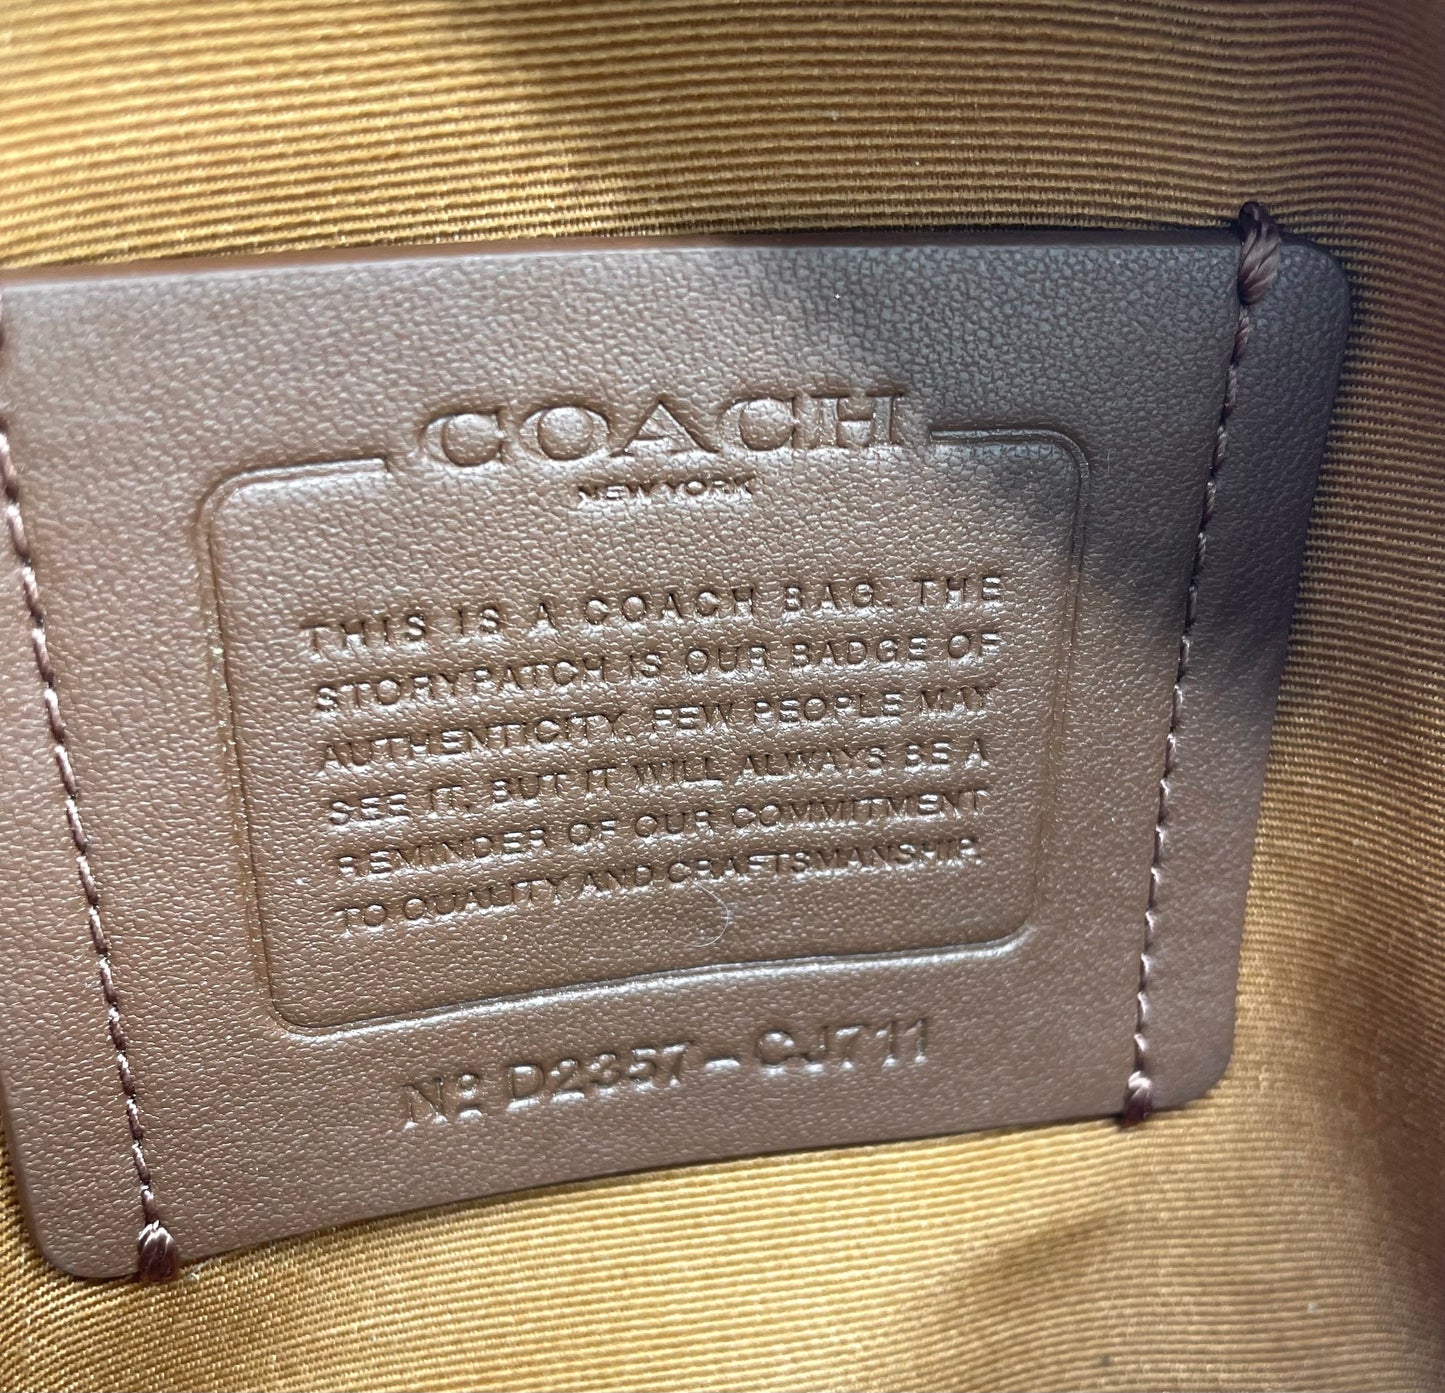 COACH
NEW YORK
THIS IS A COACH BAG. THE
STORYPATCH IS OUR BADGE OF
AUTHENTICITY. FEW PEOPLE MAY
SEE IT, BUT IT WILL ALWAYS BE A
REMINDER OF OUR COMMITMENT
TO QUALITY AND CRAFTSMANSHIP.
Nº D2357-CJ711